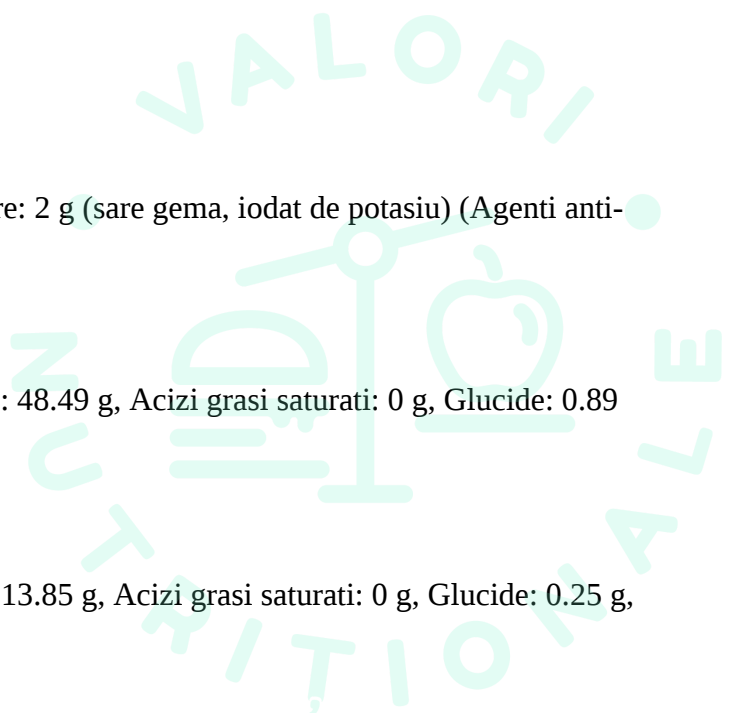 VALORI
re: 2 g (sare gema, iodat de potasiu) (Agenti anti-
: 48.49 g, Acizi grasi saturati: 0 g, Glucide: 0.89
13.85 g, Acizi grasi saturati: 0 g, Glucide: 0.25 g,
NUTRIȚIONALE